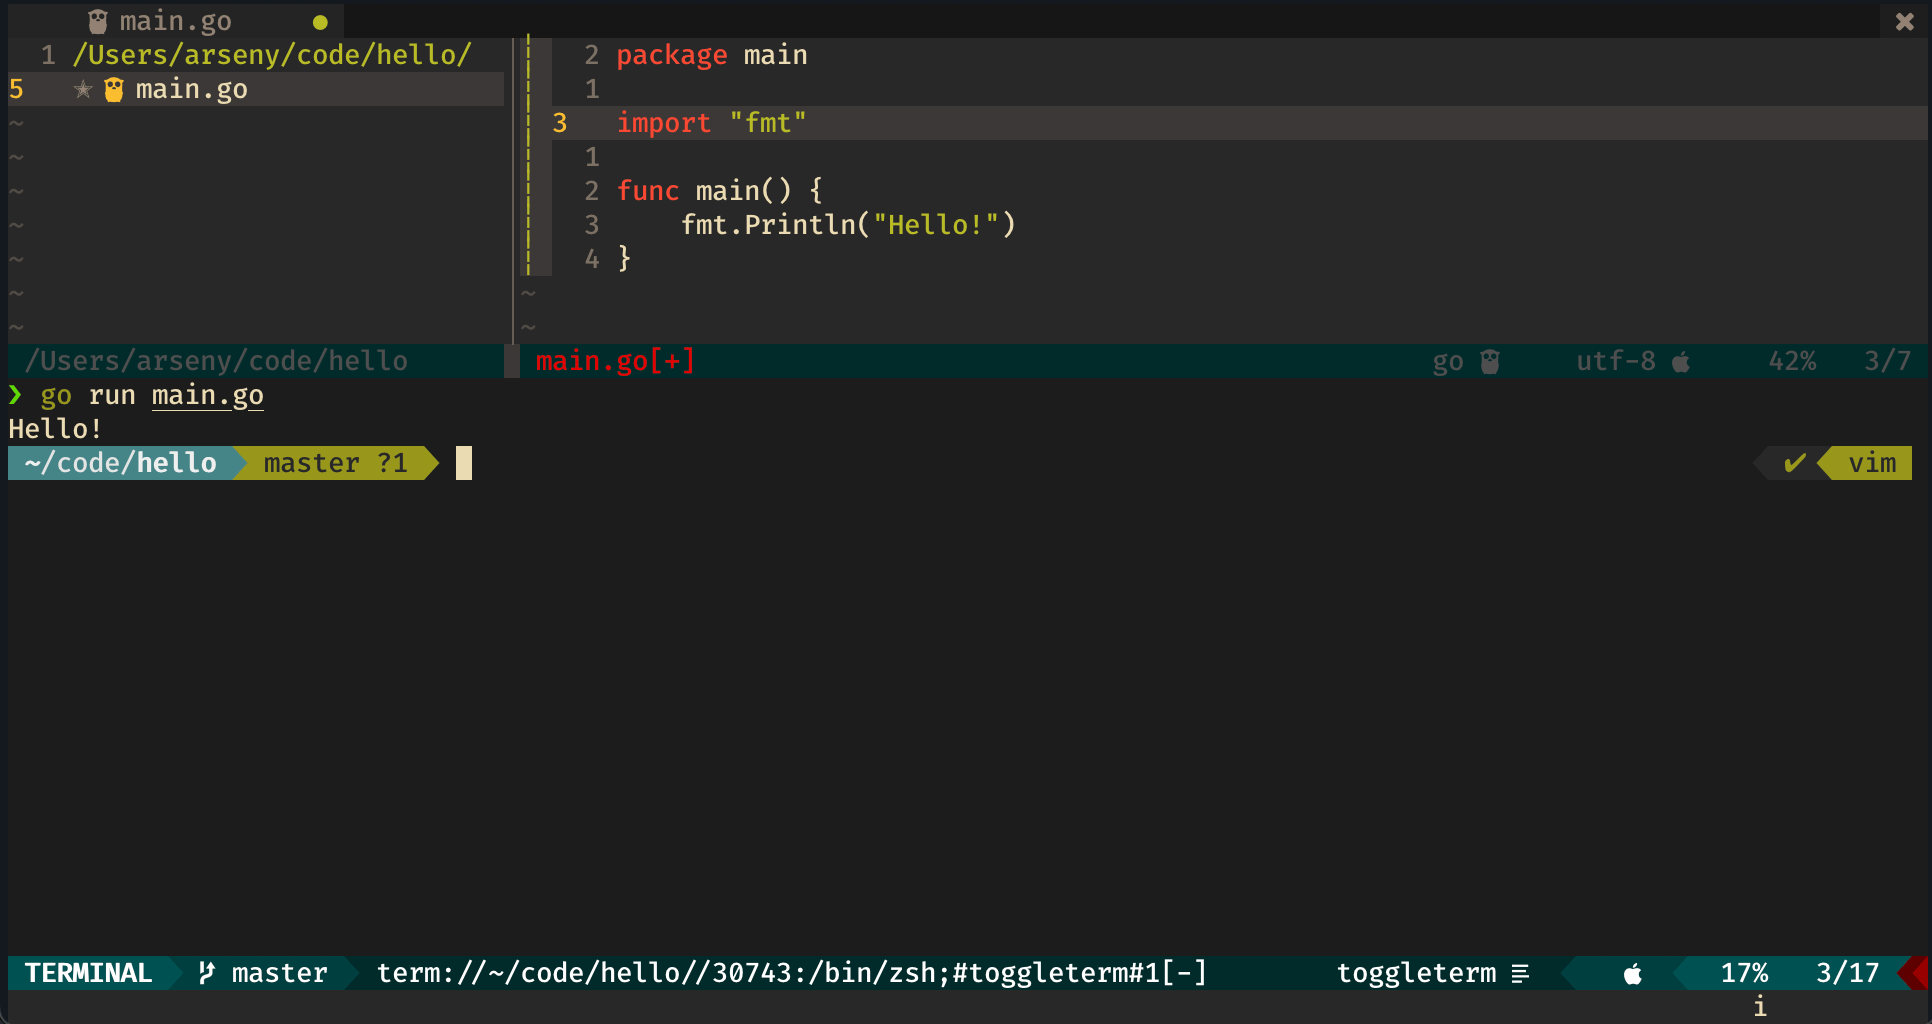 main.go
1 /Users/arseny/code/hello/
5 main.go
~
~
~
~
~
~
~
2 package main
1
3 import "fmt"
1
2 func main() {
3     fmt.Println("Hello!")
4 }
~
~
/Users/arseny/code/hello
main.go[+] go utf-8 42% 3/7
❯ go run main.go
Hello!
~/code/hello master ?1 ✔ vim
TERMINAL master term://~/code/hello//30743:/bin/zsh;#toggleterm#1[-] toggleterm 17% 3/17
i